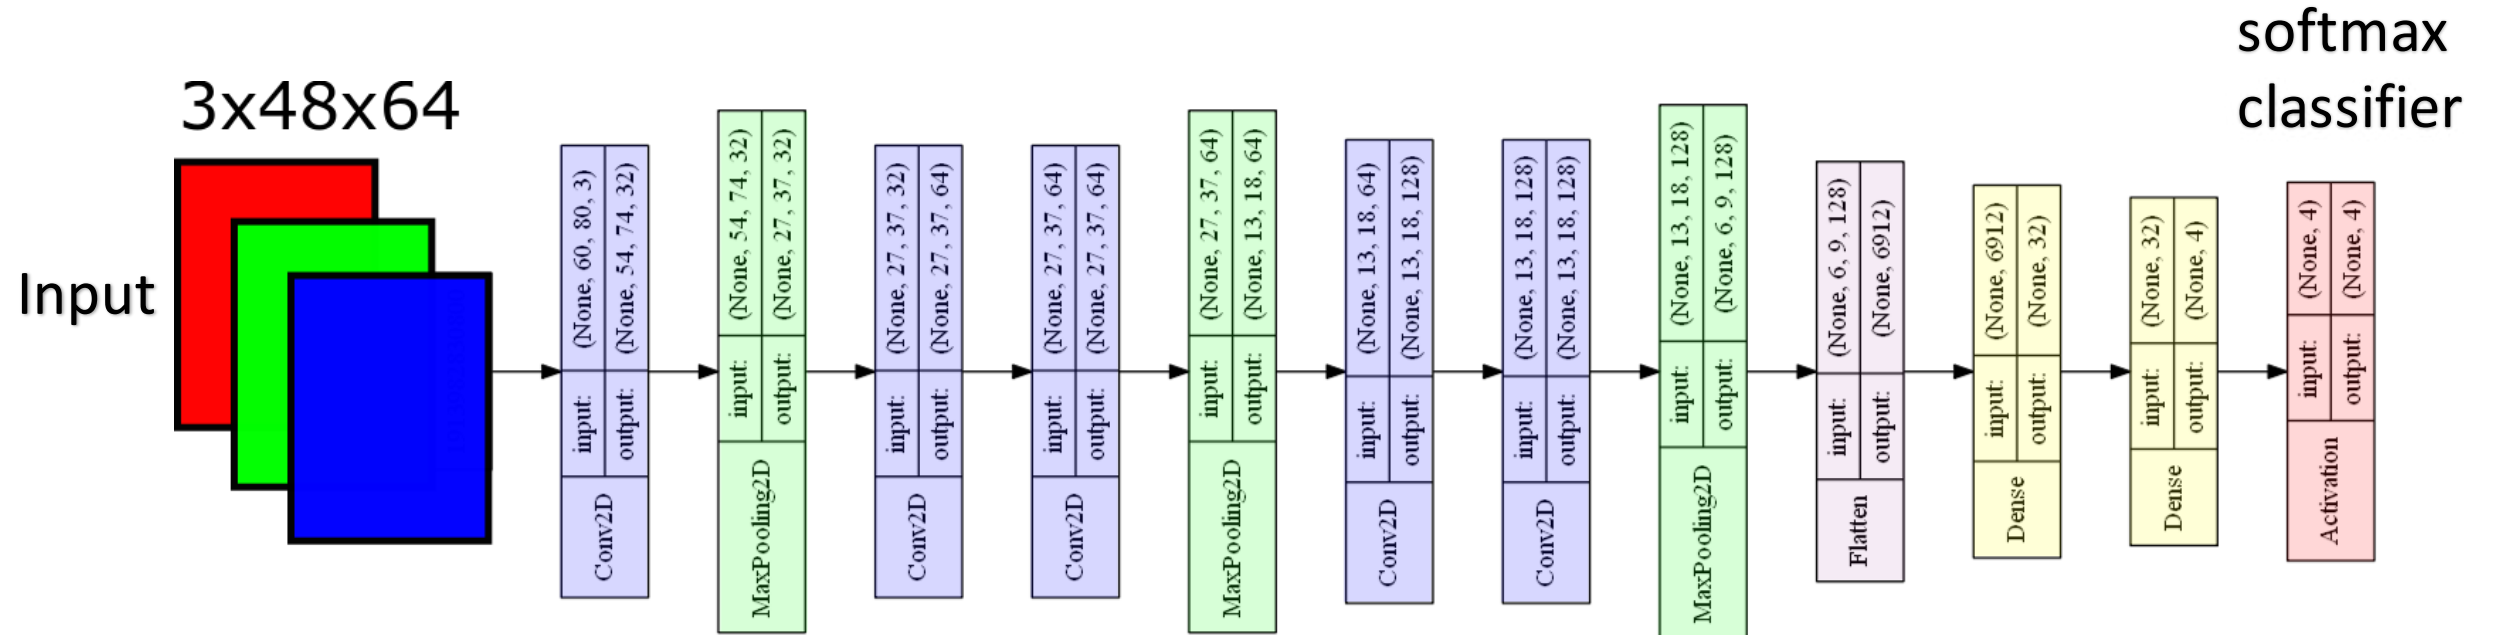 softmax
classifier
3x48x64
Input
Conv2D
input: (None, 60, 80, 3)
output: (None, 54, 74, 32)
MaxPooling2D
input: (None, 54, 74, 32)
output: (None, 27, 37, 32)
Conv2D
input: (None, 27, 37, 32)
output: (None, 27, 37, 64)
Conv2D
input: (None, 27, 37, 64)
output: (None, 27, 37, 64)
MaxPooling2D
input: (None, 27, 37, 64)
output: (None, 13, 18, 64)
Conv2D
input: (None, 13, 18, 64)
output: (None, 13, 18, 128)
Conv2D
input: (None, 13, 18, 128)
output: (None, 13, 18, 128)
MaxPooling2D
input: (None, 13, 18, 128)
output: (None, 6, 9, 128)
Flatten
input: (None, 6, 9, 128)
output: (None, 6912)
Dense
input: (None, 6912)
output: (None, 32)
Dense
input: (None, 32)
output: (None, 4)
Activation
input: (None, 4)
output: (None, 4)